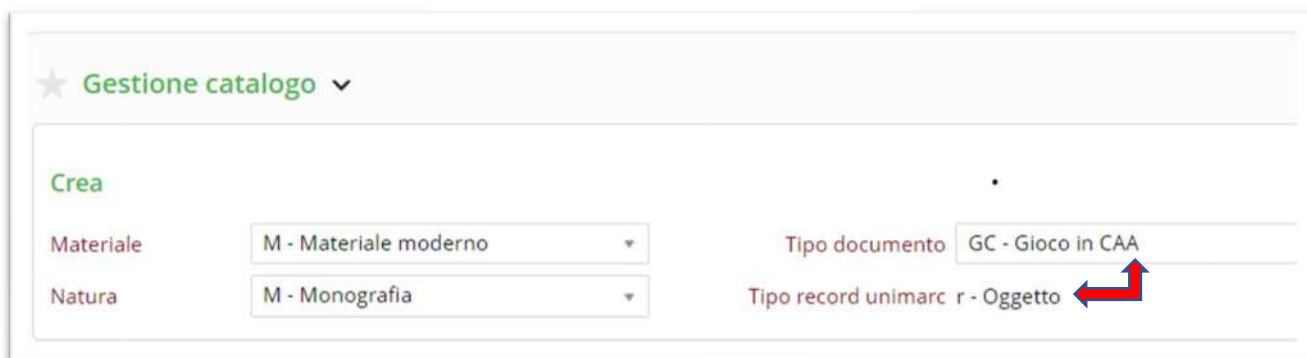 Gestione catalogo
Crea
Materiale M - Materiale moderno Tipo documento GC - Gioco in CAA
Natura M - Monografia Tipo record unimarc r - Oggetto